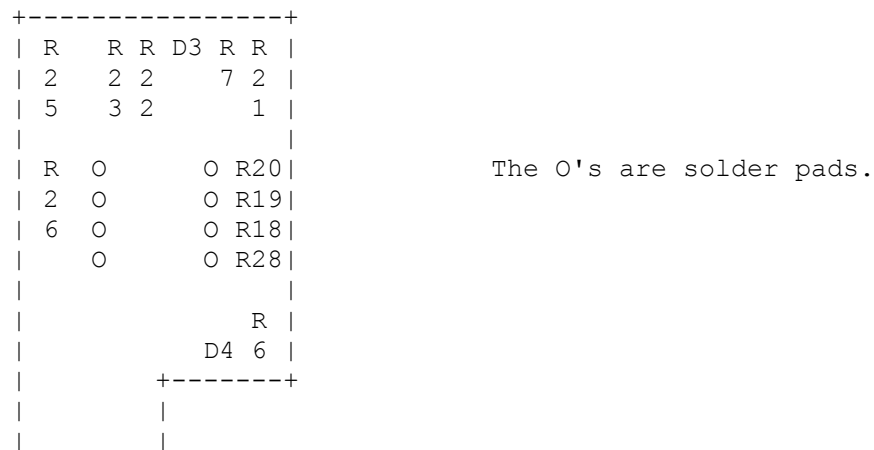 +----------------+
| R   R R D3 R R |
| 2   2 2    7 2 |
| 5   3 2      1 |
|                |
| R  O      O R20|            The O's are solder pads.
| 2  O      O R19|
| 6  O      O R18|
|    O      O R28|
|                |
|              R |
|           D4 6 |
|        +-------+
|        |
|        |